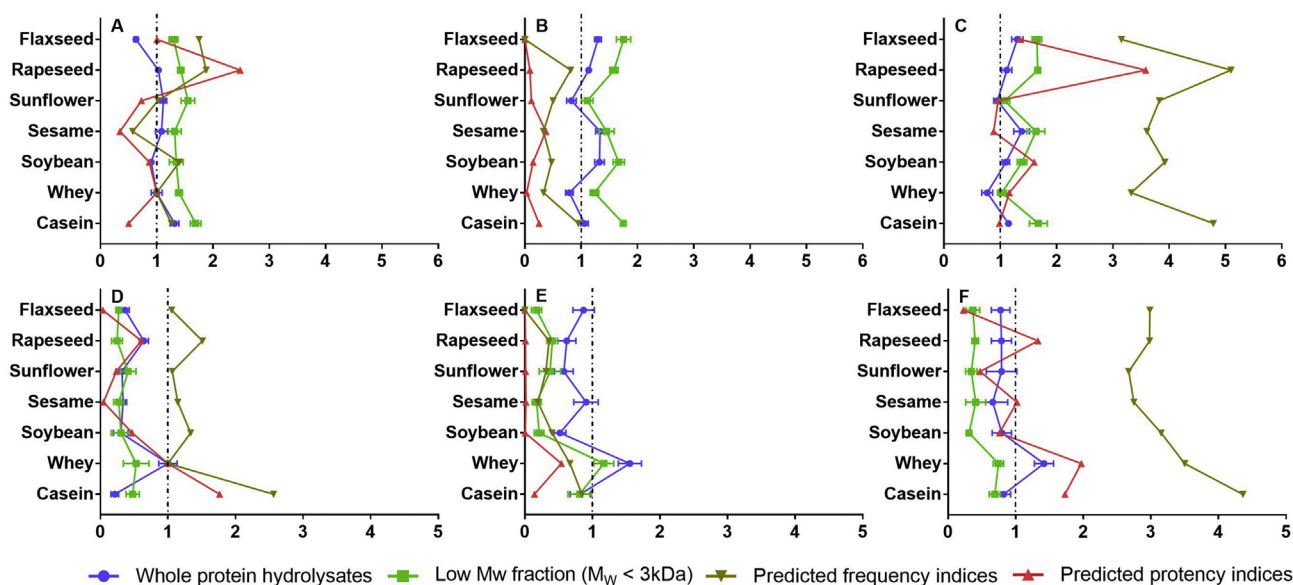 A
Flaxseed
Rapeseed
Sunflower
Sesame
Soybean
Whey
Casein
0 1 2 3 4 5 6
B
Flaxseed
Rapeseed
Sunflower
Sesame
Soybean
Whey
Casein
0 1 2 3 4 5 6
C
Flaxseed
Rapeseed
Sunflower
Sesame
Soybean
Whey
Casein
0 1 2 3 4 5 6
D
Flaxseed
Rapeseed
Sunflower
Sesame
Soybean
Whey
Casein
0 1 2 3 4 5
E
Flaxseed
Rapeseed
Sunflower
Sesame
Soybean
Whey
Casein
0 1 2 3 4 5
F
Flaxseed
Rapeseed
Sunflower
Sesame
Soybean
Whey
Casein
0 1 2 3 4 5
Whole protein hydrolysates Low Mw fraction (MW < 3kDa) Predicted frequency indices Predicted protency indices